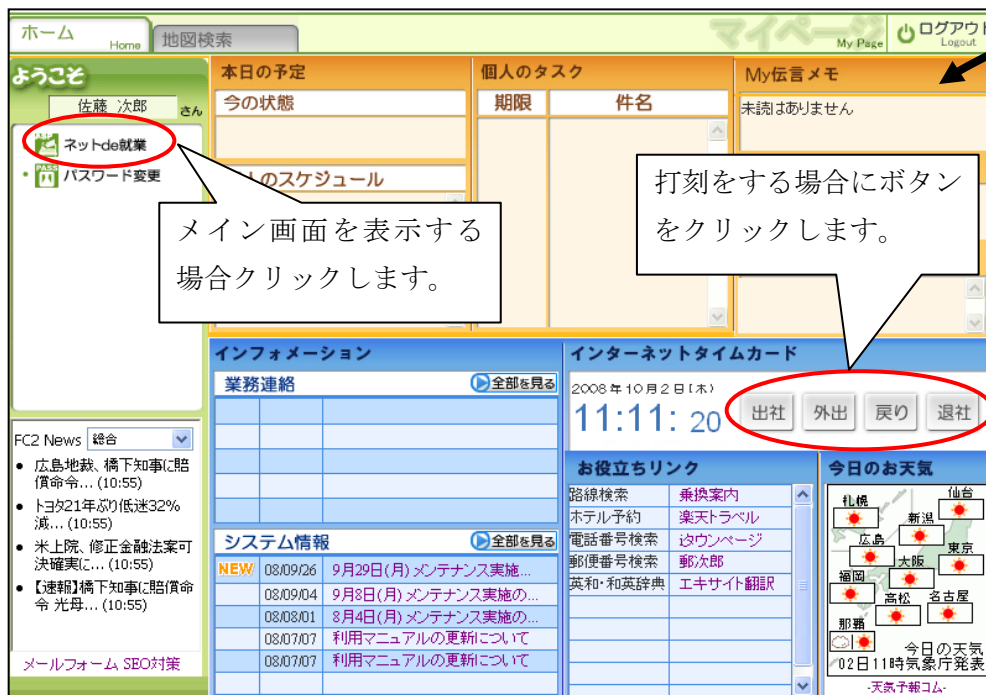 ホーム Home
地図検索
マイページ My Page
ログアウト Logout
ようこそ
佐藤 次郎 さん
ネットde就業
PASS
パスワード変更
本日の予定
今の状態
のスケジュール
個人のタスク
期限 件名
My伝言メモ
未読はありません
メイン画面を表示する
場合クリックします。
打刻をする場合にボタン
をクリックします。
インフォメーション
業務連絡 全部を見る
システム情報 全部を見る
NEW 08/09/26 9月29日(月)メンテナンス実施...
08/09/04 9月8日(月)メンテナンス実施の...
08/08/01 8月4日(月)メンテナンス実施の...
08/07/07 利用マニュアルの更新について
08/07/07 利用マニュアルの更新について
インターネットタイムカード
2008年10月2日(木)
11:11: 20
出社 外出 戻り 退社
お役立ちリンク
路線検索 乗換案内
ホテル予約 楽天トラベル
電話番号検索 iタウンページ
郵便番号検索 郵次郎
英和・和英辞典 エキサイト翻訳
今日のお天気
札幌
仙台
新潟
広島
東京
大阪
福岡
高松
名古屋
那覇
今日の天気
02日11時気象庁発表
-天気予報コム-
FC2 News 総合
• 広島地裁、橋下知事に賠
償命令... (10:55)
• トヨタ21年ぶり低迷32%
減... (10:55)
• 米上院、修正金融法案可
決確実に... (10:55)
• 【速報】橋下知事に賠償命
令 光母... (10:55)
メールフォーム SEO対策